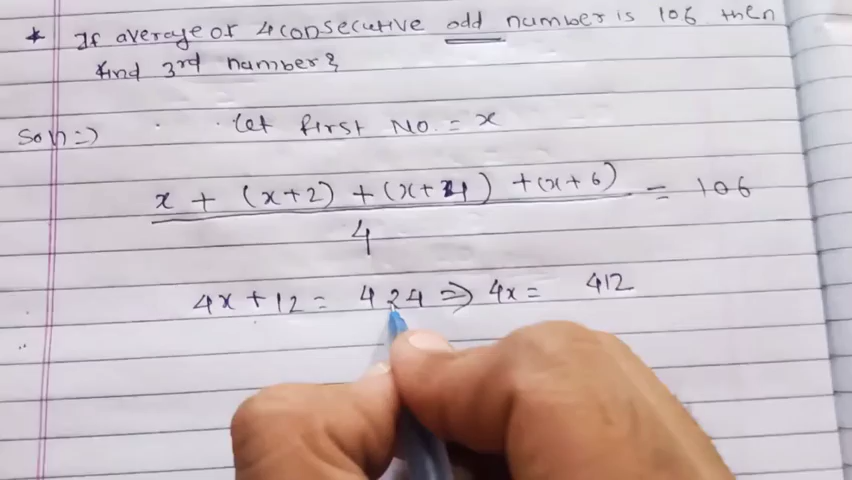 * If average of 4 consecutive odd number is 106 then
find 3rd number?
Soln => Let first No. = x
x + (x+2) + (x+4) + (x+6) = 106
4
4x + 12 = 424 => 4x = 412